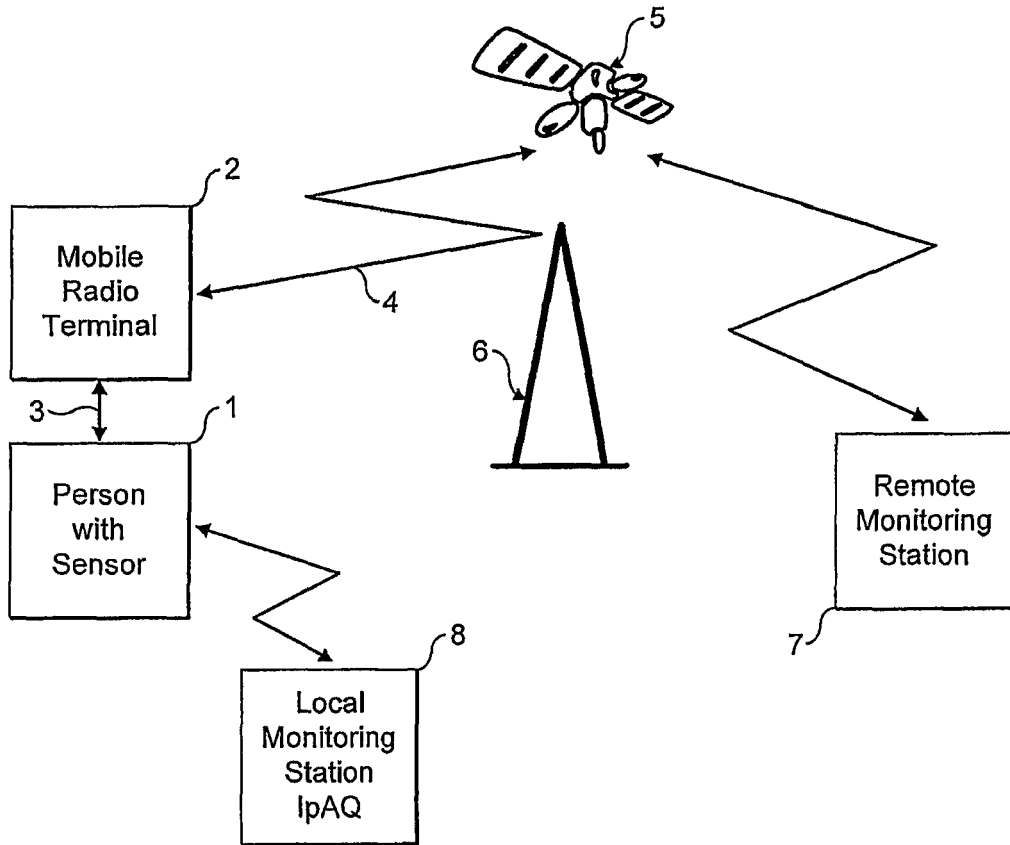 5
2
Mobile
Radio
Terminal
4
6
3
1
Person
with
Sensor
Remote
Monitoring
Station
7
8
Local
Monitoring
Station
IpAQ